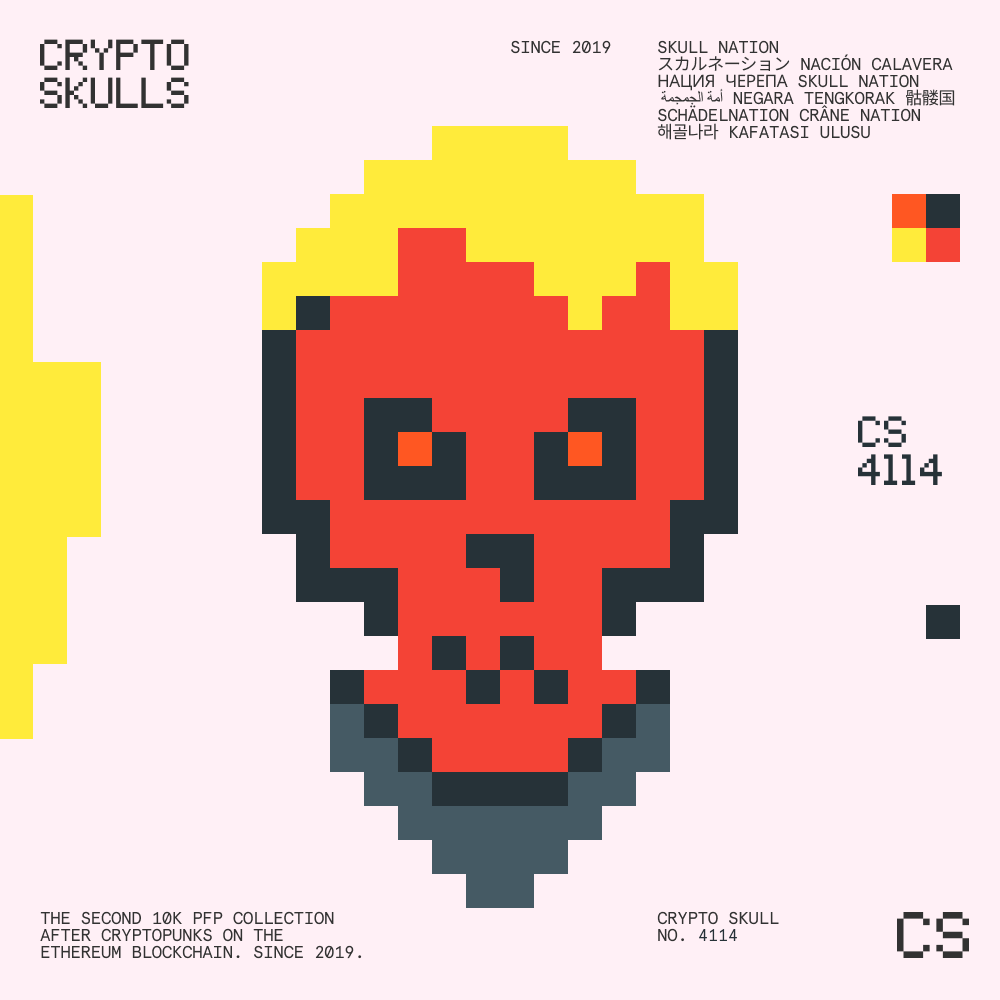 CRYPTO
SKULLS
SINCE 2019
SKULL NATION
スカルネーション NACIÓN CALAVERA
НАЦИЯ ЧЕРЕПА SKULL NATION
أمة الجمجمة NEGARA TENGKORAK 骷髅国
SCHÄDELNATION CRÂNE NATION
해골나라 KAFATASI ULUSU
CS
4114
THE SECOND 10K PFP COLLECTION
AFTER CRYPTOPUNKS ON THE
ETHEREUM BLOCKCHAIN. SINCE 2019.
CRYPTO SKULL
NO. 4114
CS